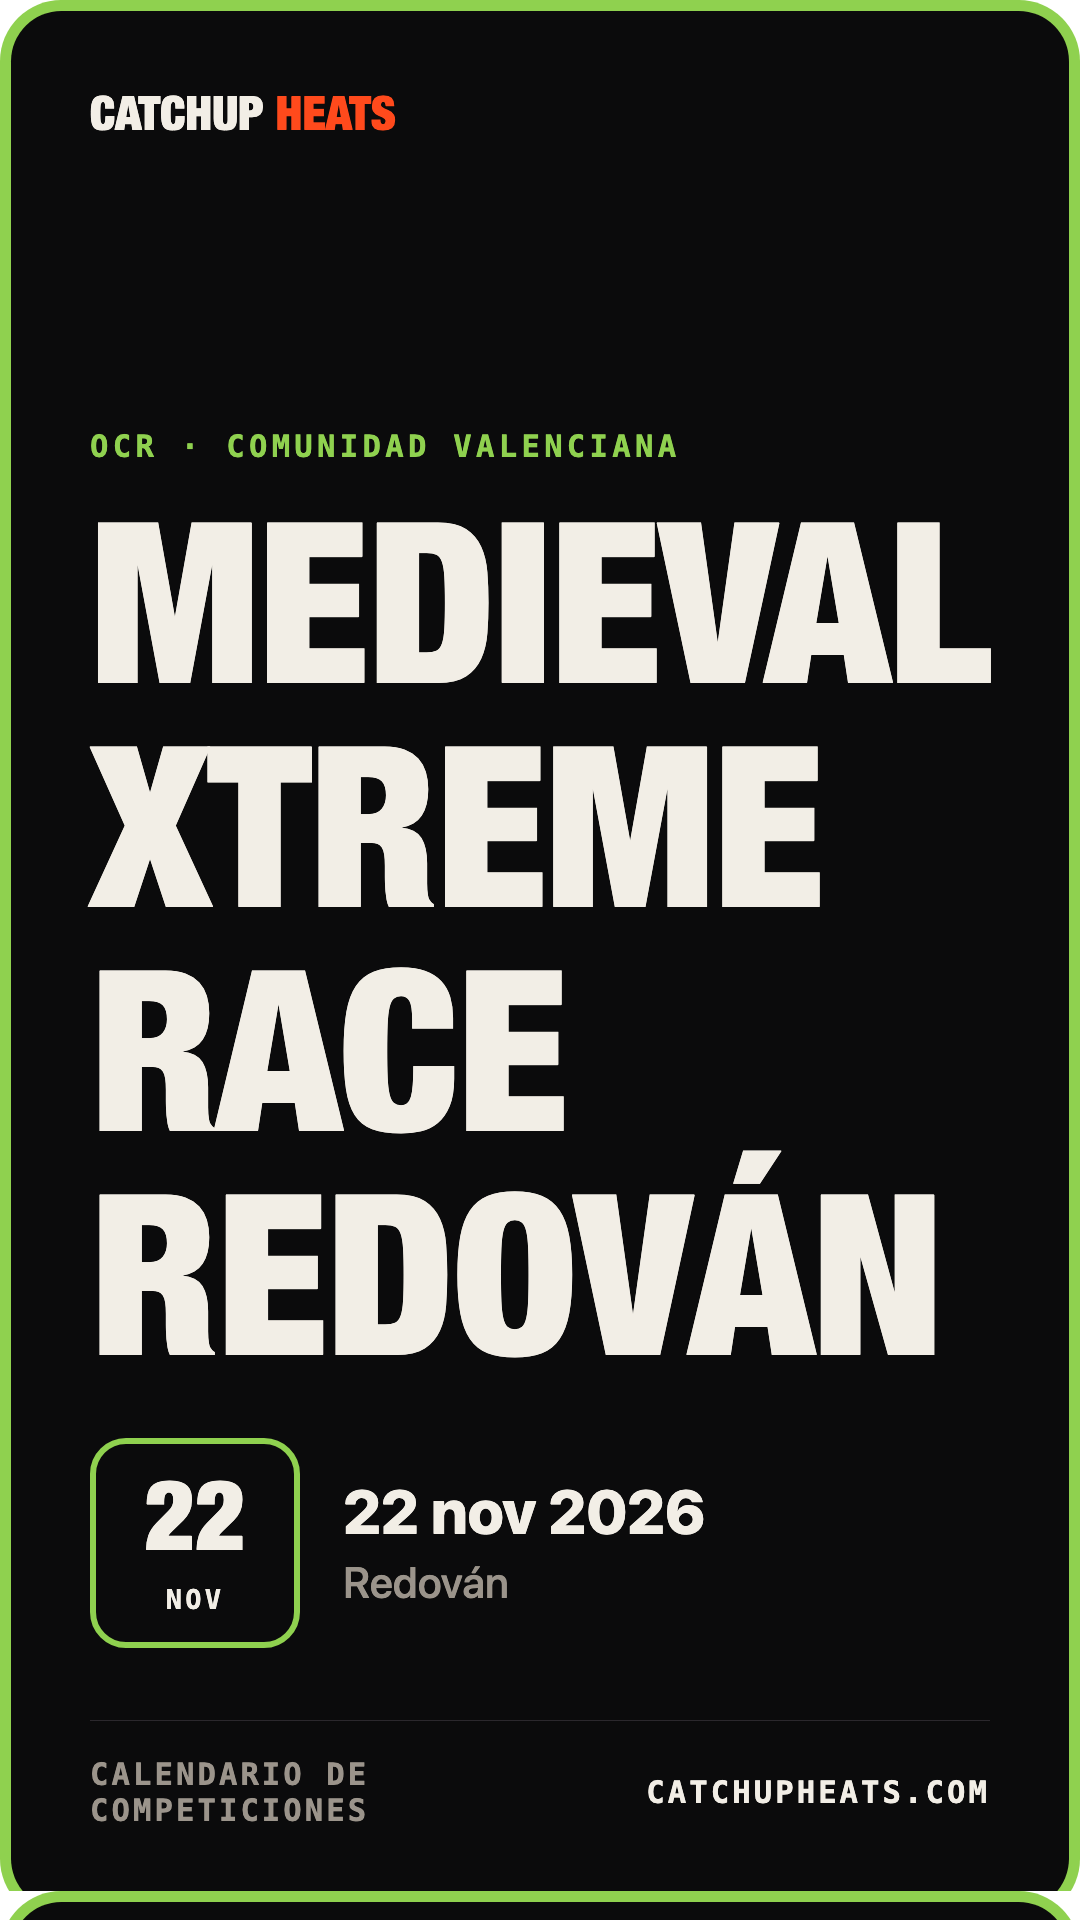 CATCHUP HEATS
OCR · COMUNIDAD VALENCIANA
MEDIEVAL
XTREME
RACE
REDOVÁN
22
NOV
22 nov 2026
Redován
CALENDARIO DE
COMPETICIONES
CATCHUPHEATS.COM